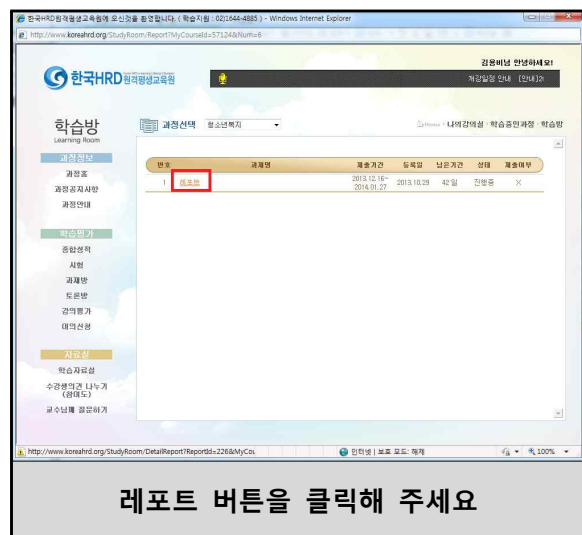 한국HRD원격평생교육원에 오신것을 환영합니다. ( 학습지원 : 02)1644-4885 ) - Windows Internet Explorer
http://www.koreahrd.org/StudyRoom/Report?MyCourseId=57124&Num=6
김용비님 안녕하세요!
한국HRD원격평생교육원
개강일정 안내 [안내]2
학습방
Learning Room
과정선택 청소년복지
Home > 나의강의실 > 학습중인과정 > 학습방
과정정보
과정홈
과정공지사항
과정안내
번호 과제명 제출기간 등록일 남은기간 상태 제출여부
1 레포트 2013.12.16~ 2014.01.27 2013.10.29 42 일 진행중 X
학습평가
종합성적
시험
과제방
토론방
강의평가
이의신청
자료실
학습자료실
수강생의견 나누기
(참여도)
교수님께 질문하기
http://www.koreahrd.org/StudyRoom/DetailReport?ReportId=226&MyCou
인터넷 | 보호 모드: 해제
100%
레포트 버튼을 클릭해 주세요